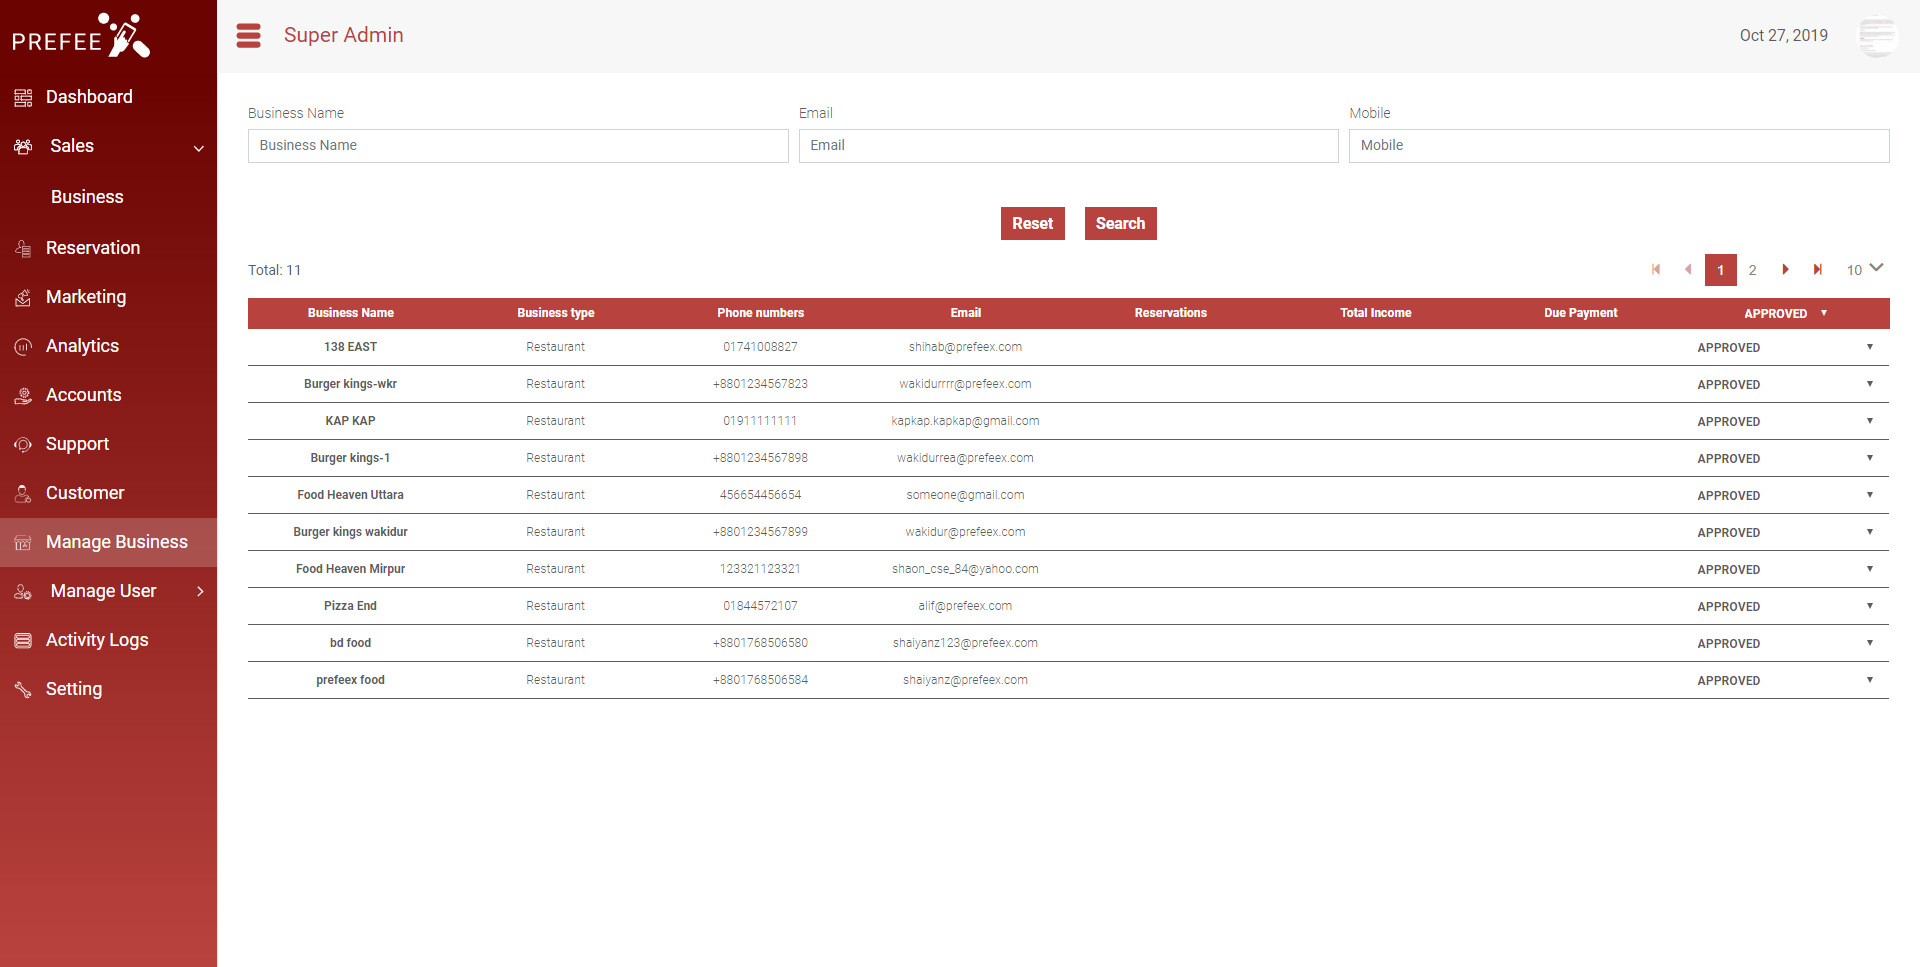 PREFEE
Super Admin
Oct 27, 2019
Dashboard
Sales
Business
Reservation
Marketing
Analytics
Accounts
Support
Customer
Manage Business
Manage User
Activity Logs
Setting
Business Name Email Mobile
Business Name Email Mobile
Reset Search
Total: 11 1 2 10
Business Name Business type Phone numbers Email Reservations Total Income Due Payment APPROVED
138 EAST Restaurant 01741008827 shihab@prefeex.com APPROVED
Burger kings-wkr Restaurant +8801234567823 wakidurrrr@prefeex.com APPROVED
KAP KAP Restaurant 01911111111 kapkap.kapkap@gmail.com APPROVED
Burger kings-1 Restaurant +8801234567898 wakidurrea@prefeex.com APPROVED
Food Heaven Uttara Restaurant 456654456654 someone@gmail.com APPROVED
Burger kings wakidur Restaurant +8801234567899 wakidur@prefeex.com APPROVED
Food Heaven Mirpur Restaurant 123321123321 shaon_cse_84@yahoo.com APPROVED
Pizza End Restaurant 01844572107 alif@prefeex.com APPROVED
bd food Restaurant +8801768506580 shaiyanz123@prefeex.com APPROVED
prefeex food Restaurant +8801768506584 shaiyanz@prefeex.com APPROVED